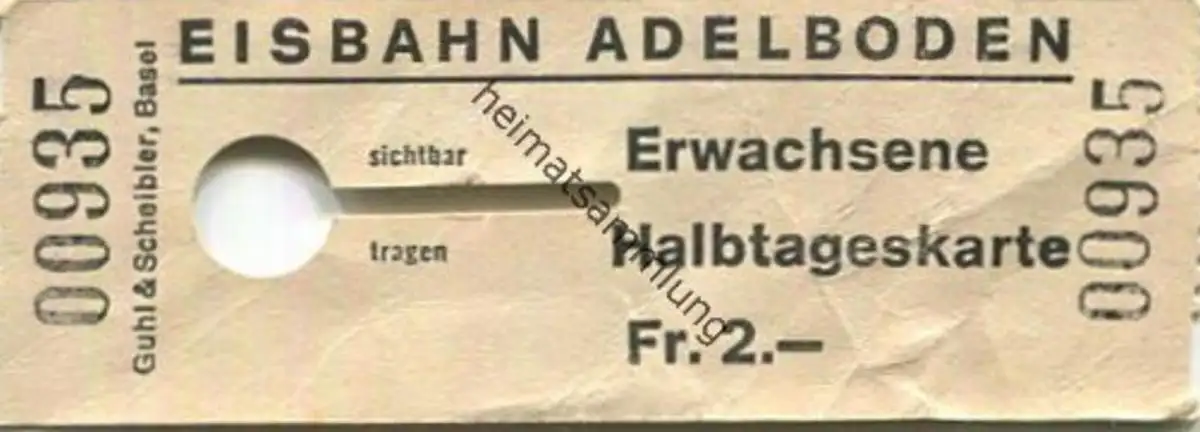 EISBAHN ADELBODEN
00935
Guhl & Scheibler, Basel
sichtbar
tragen
Erwachsene
Halbtageskarte
Fr. 2.—
00935
heimatsammlung